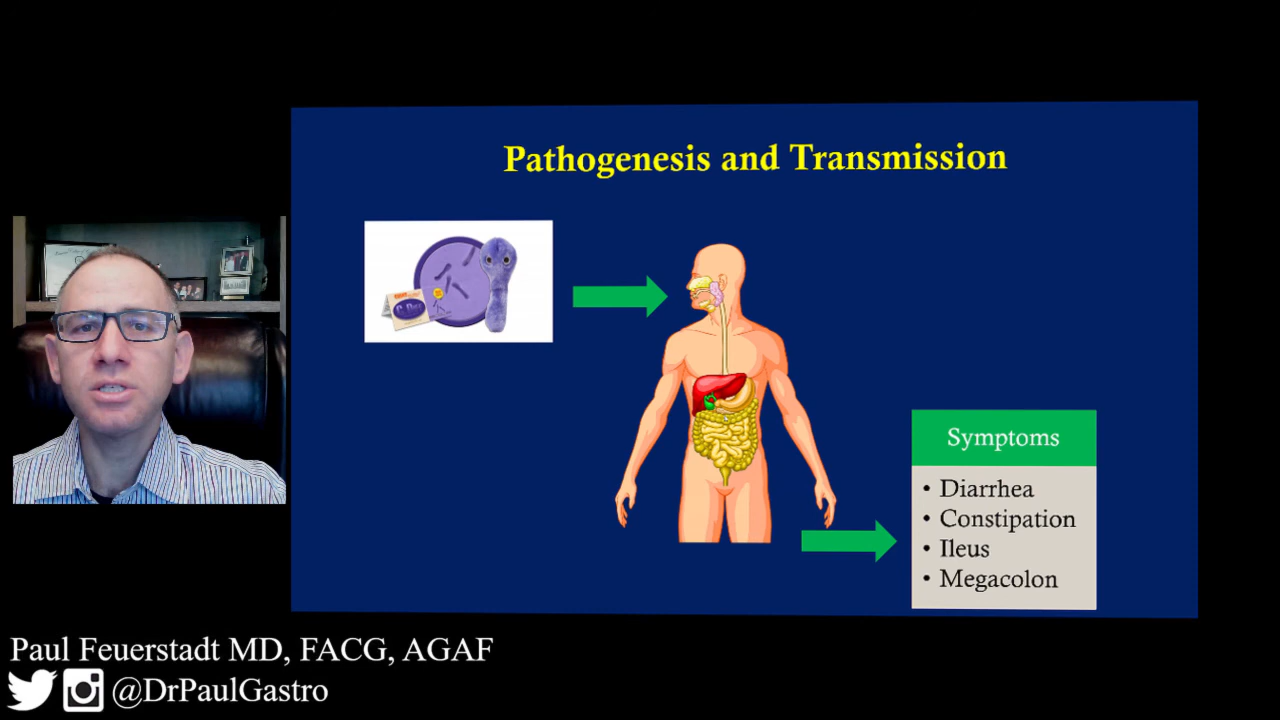 Pathogenesis and Transmission
Symptoms
• Diarrhea
• Constipation
• Ileus
• Megacolon
Paul Feuerstadt MD, FACG, AGAF
@DrPaulGastro